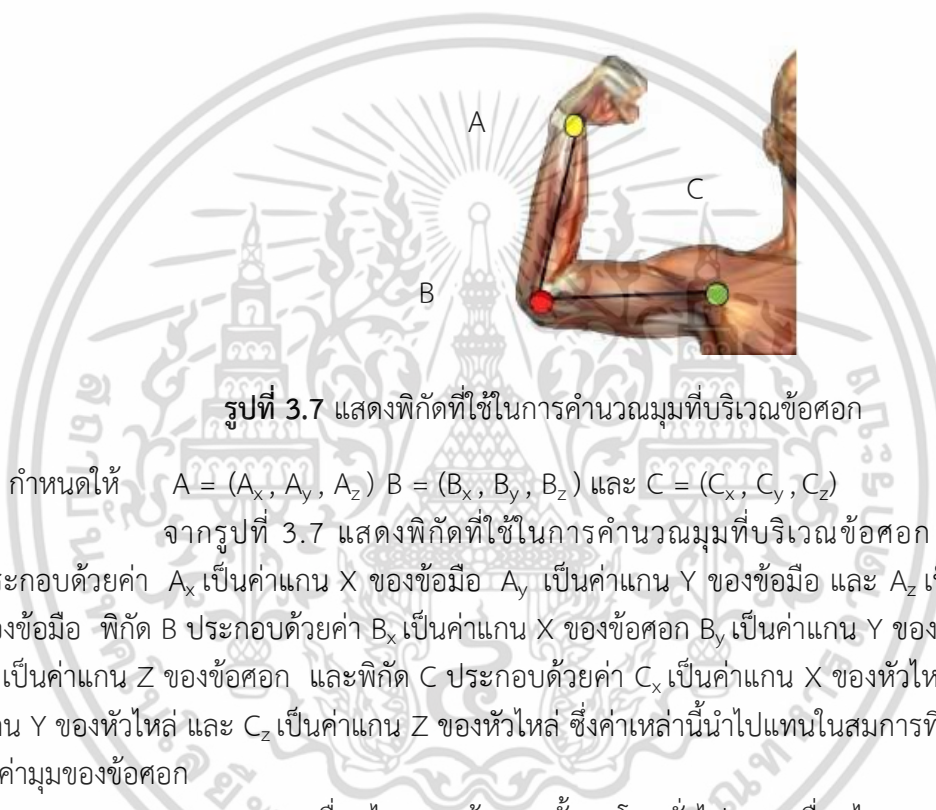 A
C
B
รูปที่ 3.7 แสดงพิกัดที่ใช้ในการคำนวณมุมที่บริเวณข้อศอก
กำหนดให้ A = (Aₓ , Aᵧ , A_z ) B = (Bₓ , Bᵧ , B_z ) และ C = (Cₓ , Cᵧ , C_z)
จากรูปที่ 3.7 แสดงพิกัดที่ใช้ในการคำนวณมุมที่บริเวณข้อศอก
ระกอบด้วยค่า Aₓ เป็นค่าแกน X ของข้อมือ Aᵧ เป็นค่าแกน Y ของข้อมือ และ A_z
ข้อมือ พิกัด B ประกอบด้วยค่า Bₓ เป็นค่าแกน X ของข้อศอก Bᵧ เป็นค่าแกน Y ของ
เป็นค่าแกน Z ของข้อศอก และพิกัด C ประกอบด้วยค่า Cₓ เป็นค่าแกน X ของหัวไห
น Y ของหัวไหล่ และ C_z เป็นค่าแกน Z ของหัวไหล่ ซึ่งค่าเหล่านี้นำไปแทนในสมการที่
ค่ามุมของข้อศอก